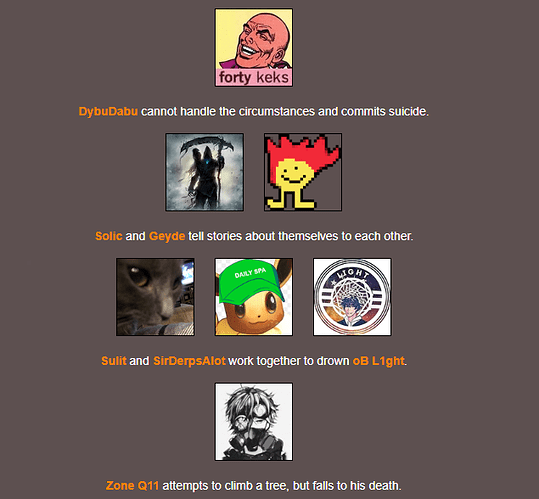 forty keks
DybuDabu cannot handle the circumstances and commits suicide.
Solic and Geyde tell stories about themselves to each other.
DAILY SPA
LIGHT
Sulit and SirDerpsAlot work together to drown oB L1ght.
Zone Q11 attempts to climb a tree, but falls to his death.